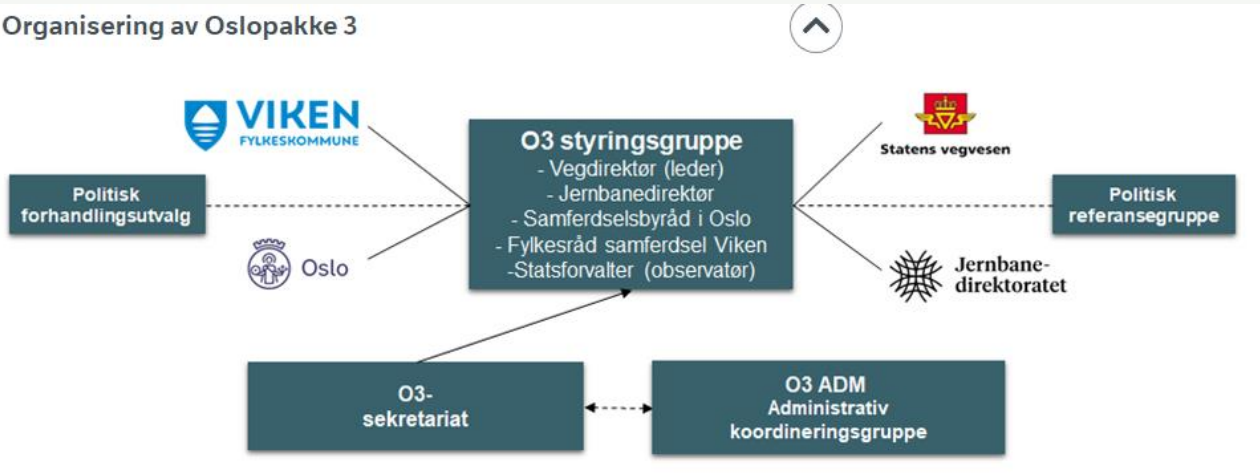 Organisering av Oslopakke 3
VIKEN
FYLKESKOMMUNE
Statens vegvesen
O3 styringsgruppe
- Vegdirektør (leder)
- Jernbanedirektør
- Samferdselsbyråd i Oslo
- Fylkesråd samferdsel Viken
-Statsforvalter (observatør)
Politisk
forhandlingsutvalg
Politisk
referansegruppe
Oslo
Jernbane-
direktoratet
O3-
sekretariat
O3 ADM
Administrativ
koordineringsgruppe